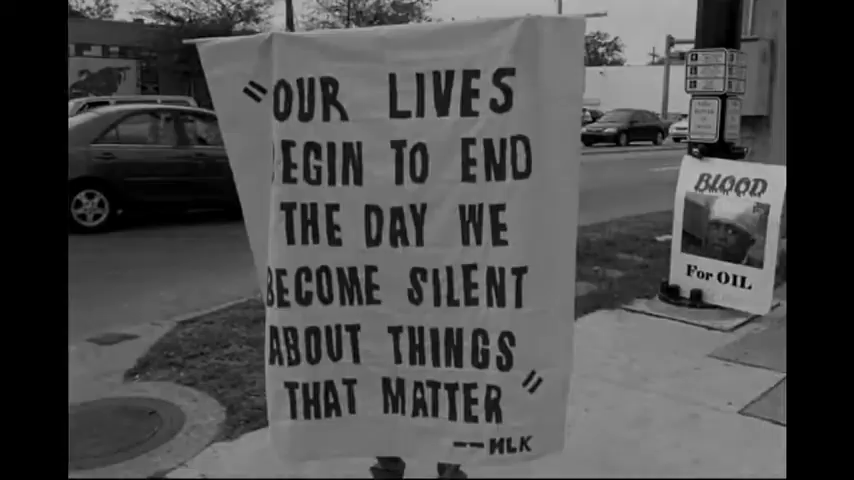 "OUR LIVES
BEGIN TO END
THE DAY WE
BECOME SILENT
ABOUT THINGS
THAT MATTER"
-- MLK
BLOOD
For OIL